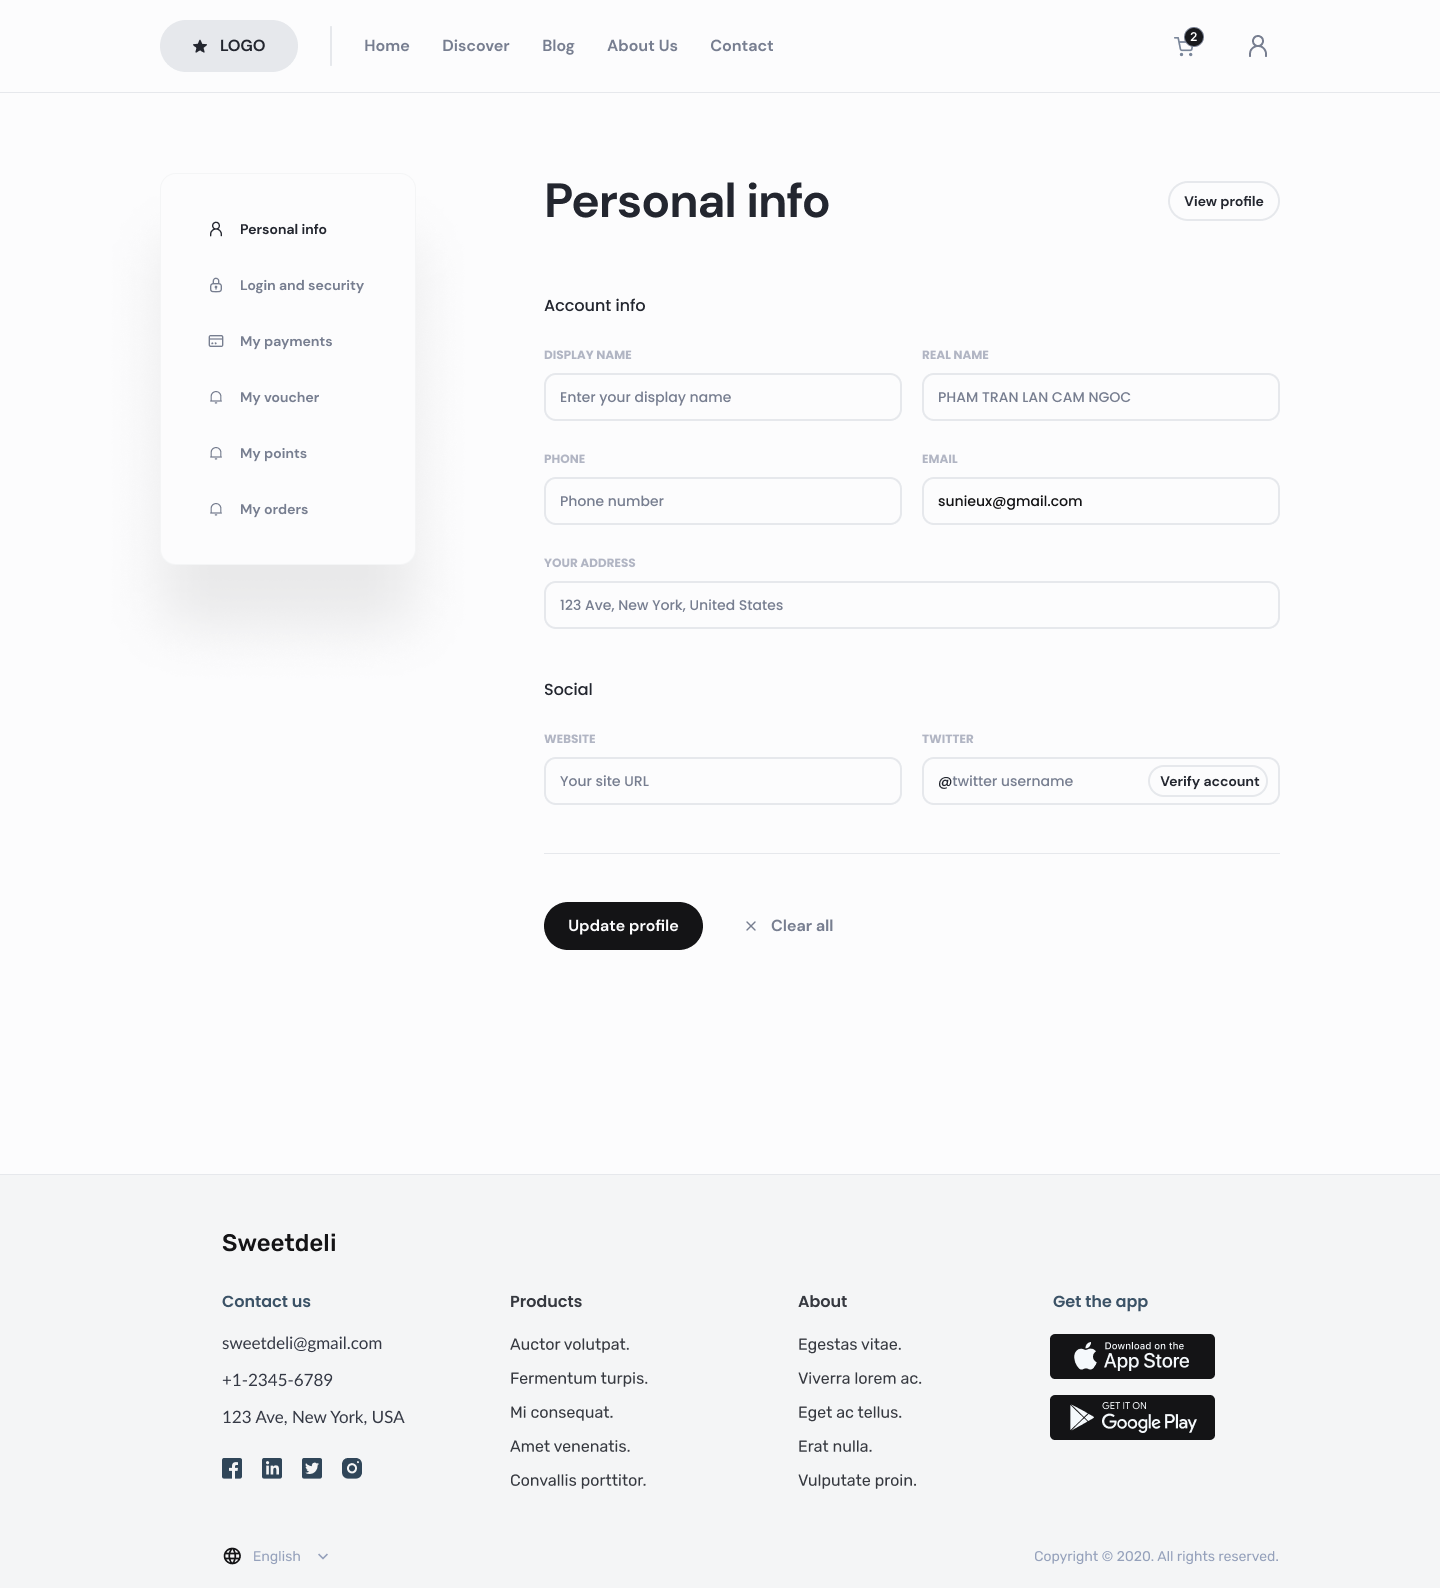 LOGO
Home Discover Blog About Us Contact
2
Personal info
Login and security
My payments
My voucher
My points
My orders
Personal info
View profile
Account info
DISPLAY NAME REAL NAME
Enter your display name PHAM TRAN LAN CAM NGOC
PHONE EMAIL
Phone number sunieux@gmail.com
YOUR ADDRESS
123 Ave, New York, United States
Social
WEBSITE TWITTER
Your site URL @twitter username Verify account
Update profile Clear all
Sweetdeli
Contact us
sweetdeli@gmail.com
+1-2345-6789
123 Ave, New York, USA
Products
Auctor volutpat.
Fermentum turpis.
Mi consequat.
Amet venenatis.
Convallis porttitor.
About
Egestas vitae.
Viverra lorem ac.
Eget ac tellus.
Erat nulla.
Vulputate proin.
Get the app
Download on the
App Store
GET IT ON
Google Play
English
Copyright © 2020. All rights reserved.